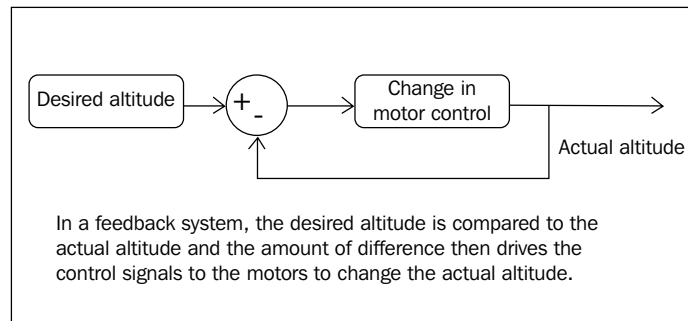 Desired altitude
+
-
Change in
motor control
Actual altitude
In a feedback system, the desired altitude is compared to the
actual altitude and the amount of difference then drives the
control signals to the motors to change the actual altitude.